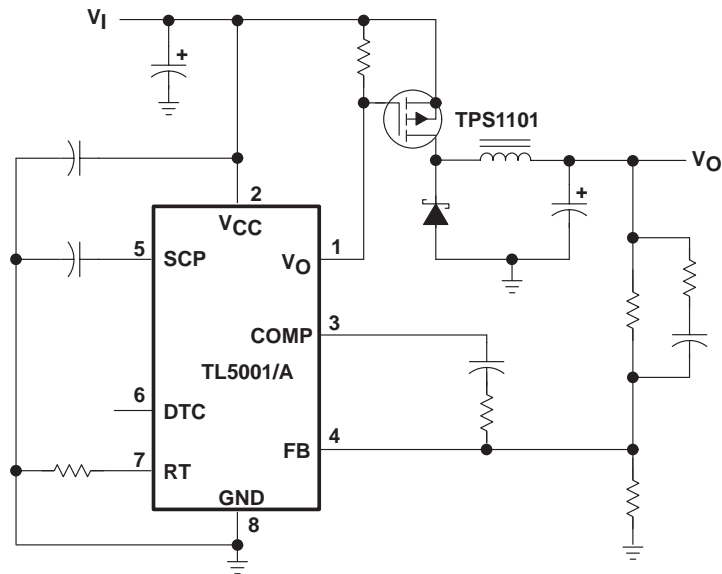 VI
+
TPS1101
VO
+
2
VCC
5
SCP
1
VO
3
COMP
TL5001/A
6
DTC
4
FB
7
RT
GND
8